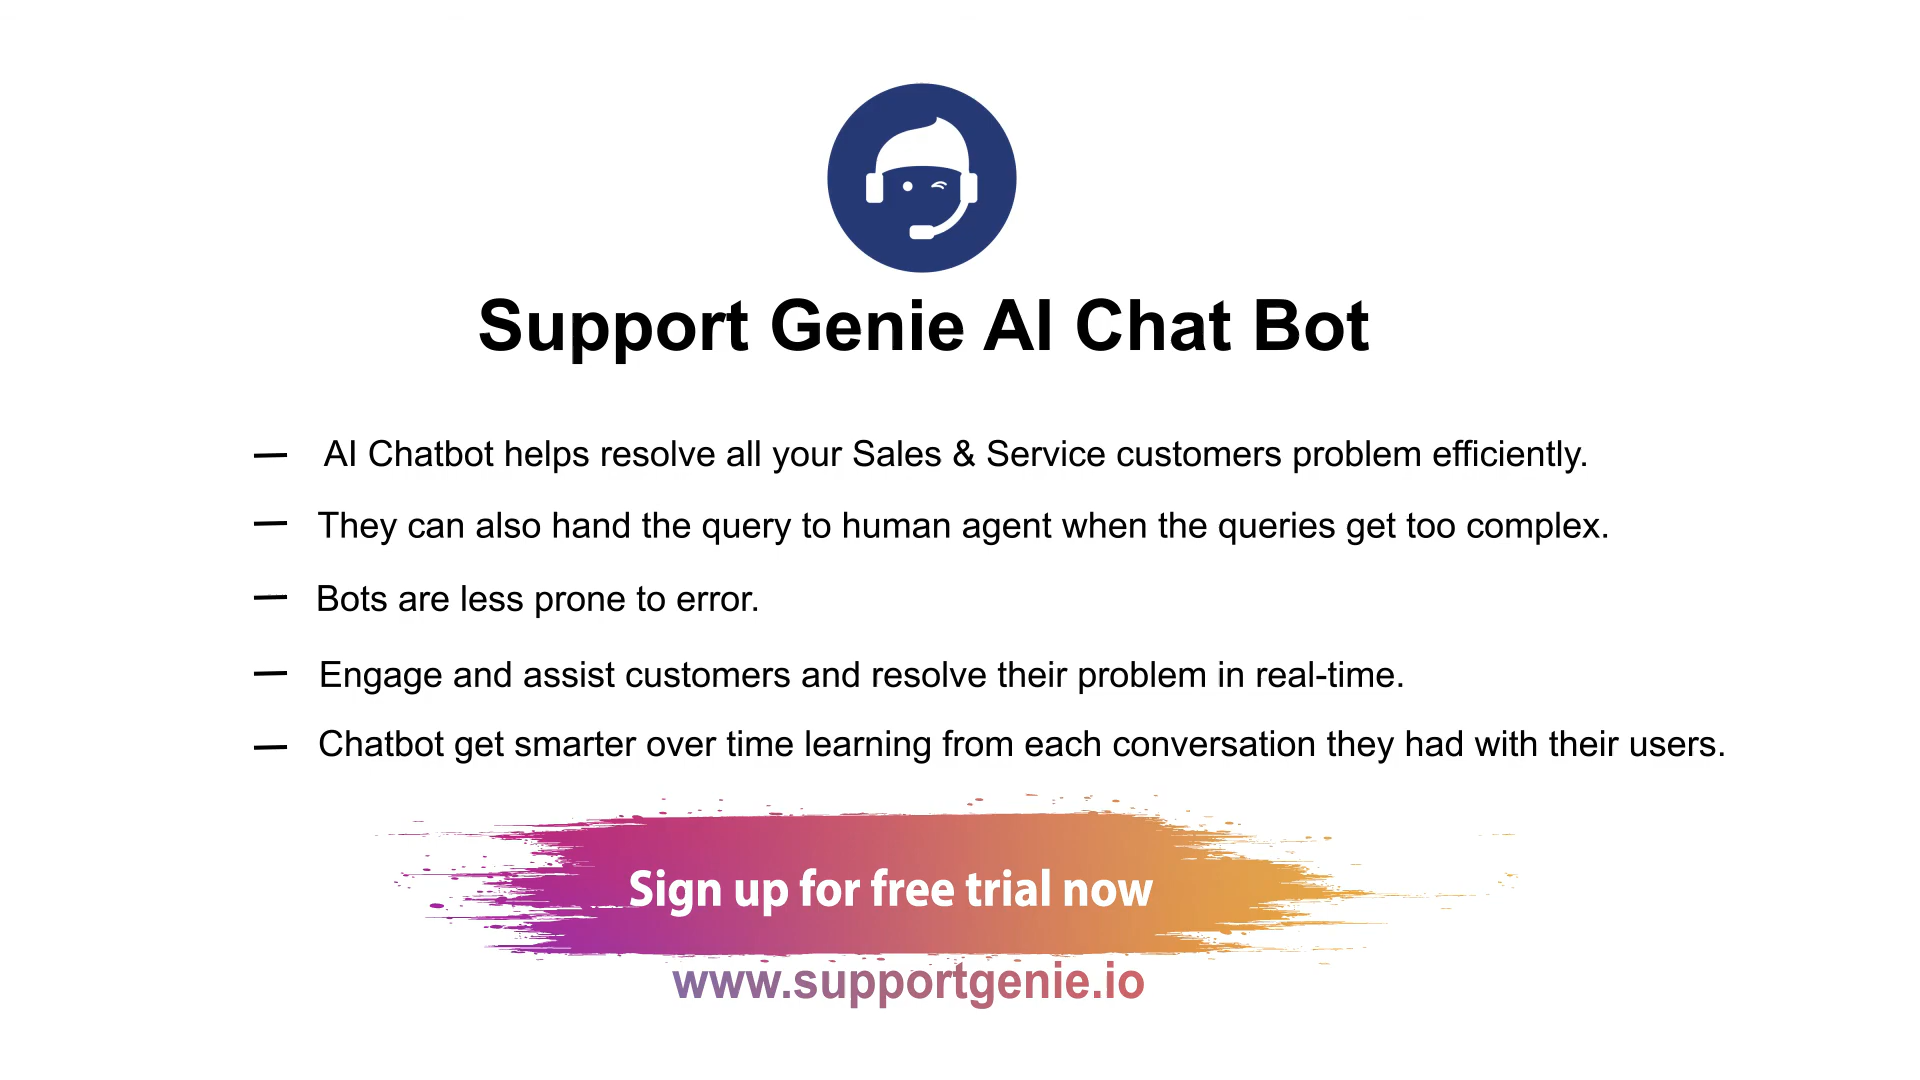 Support Genie AI Chat Bot
— AI Chatbot helps resolve all your Sales & Service customers problem efficiently.
— They can also hand the query to human agent when the queries get too complex.
— Bots are less prone to error.
— Engage and assist customers and resolve their problem in real-time.
— Chatbot get smarter over time learning from each conversation they had with their users.
Sign up for free trial now
www.supportgenie.io